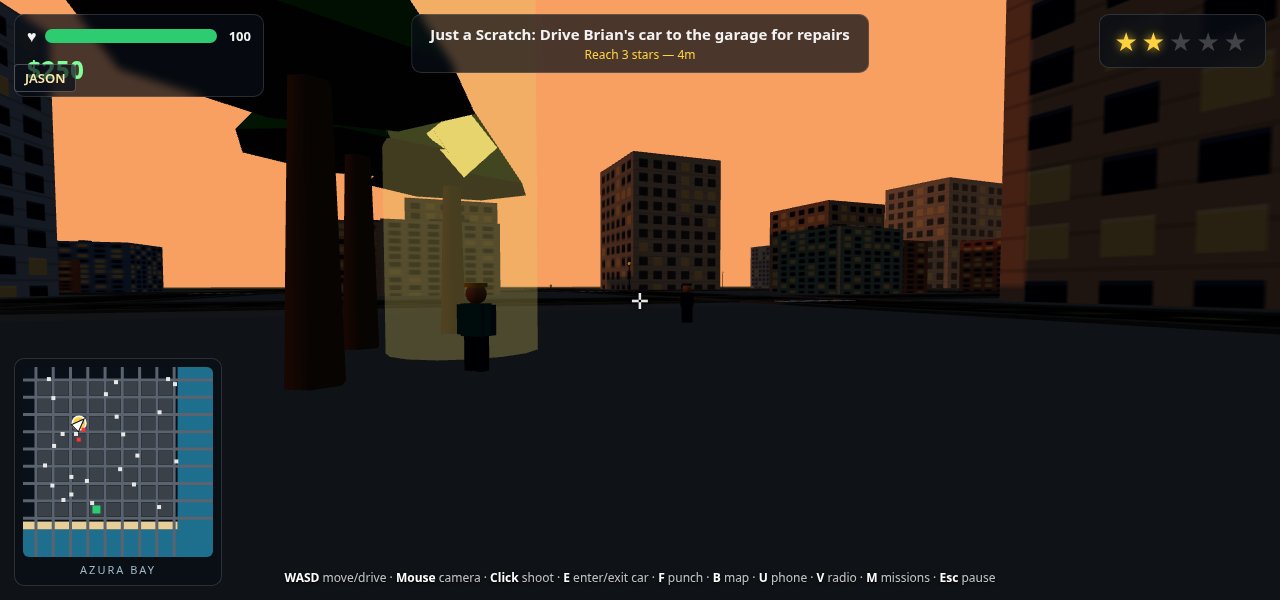 ♥ 100
$250
JASON
Just a Scratch: Drive Brian's car to the garage for repairs
Reach 3 stars — 4m
AZURA BAY
WASD move/drive · Mouse camera · Click shoot · E enter/exit car · F punch · B map · U phone · V radio · M missions · Esc pause